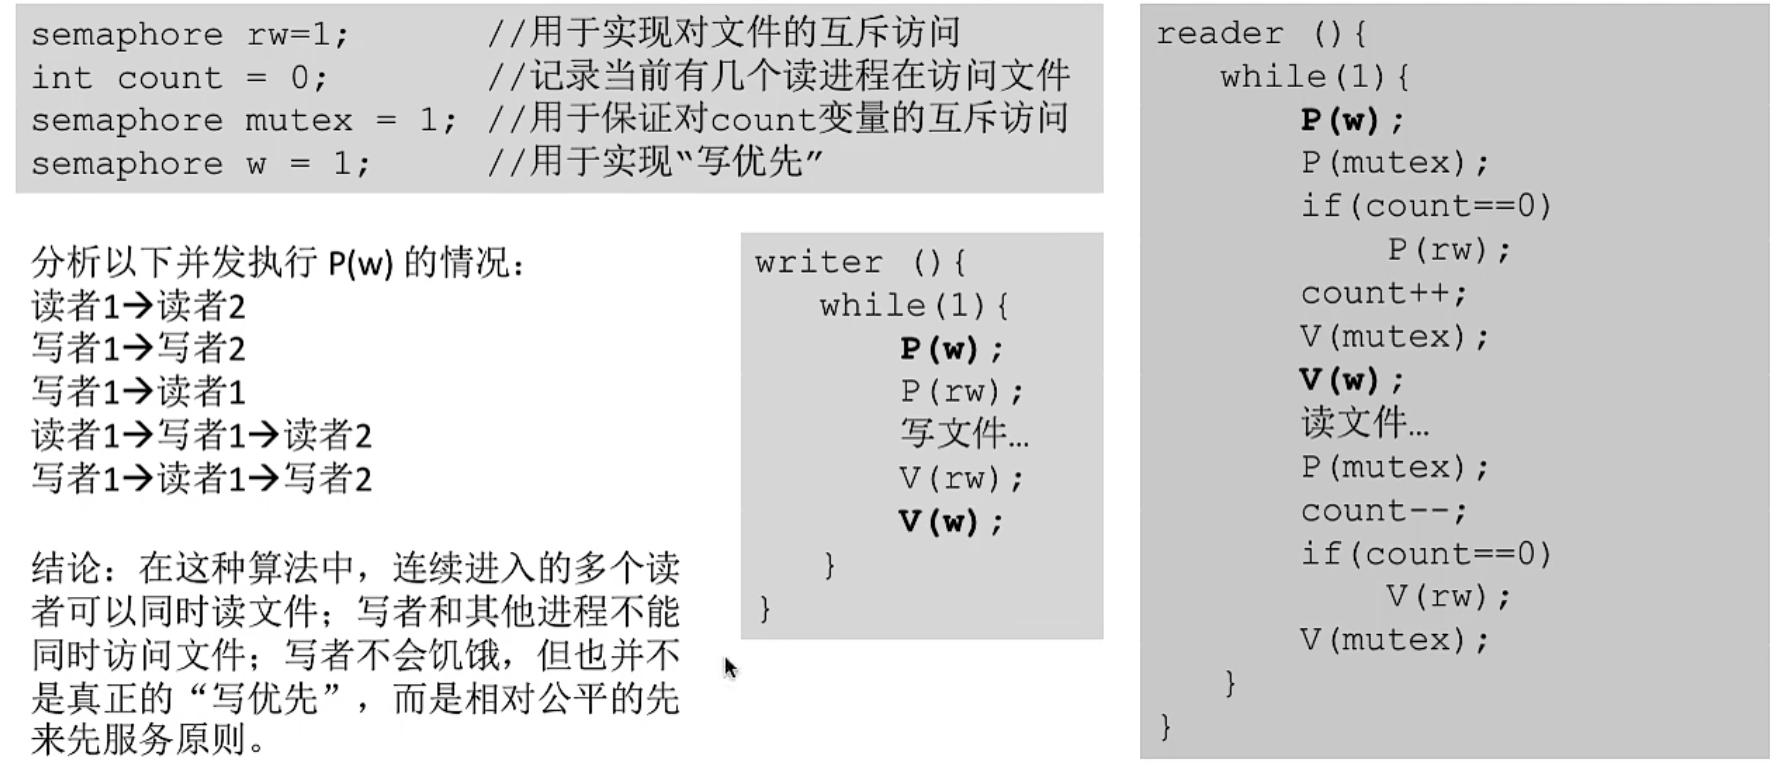 semaphore rw=1; //用于实现对文件的互斥访问
int count = 0; //记录当前有几个读进程在访问文件
semaphore mutex = 1; //用于保证对count变量的互斥访问
semaphore w = 1; //用于实现“写优先”
分析以下并发执行 P(w) 的情况：
读者1→读者2
写者1→写者2
写者1→读者1
读者1→写者1→读者2
写者1→读者1→写者2
结论：在这种算法中，连续进入的多个读
者可以同时读文件；写者和其他进程不能
同时访问文件；写者不会饥饿，但也并不
是真正的“写优先”，而是相对公平的先
来先服务原则。
writer (){
while(1){
P(w);
P(rw);
写文件…
V(rw);
V(w);
}
}
reader (){
while(1){
P(w);
P(mutex);
if(count==0)
P(rw);
count++;
V(mutex);
V(w);
读文件…
P(mutex);
count--;
if(count==0)
V(rw);
V(mutex);
}
}